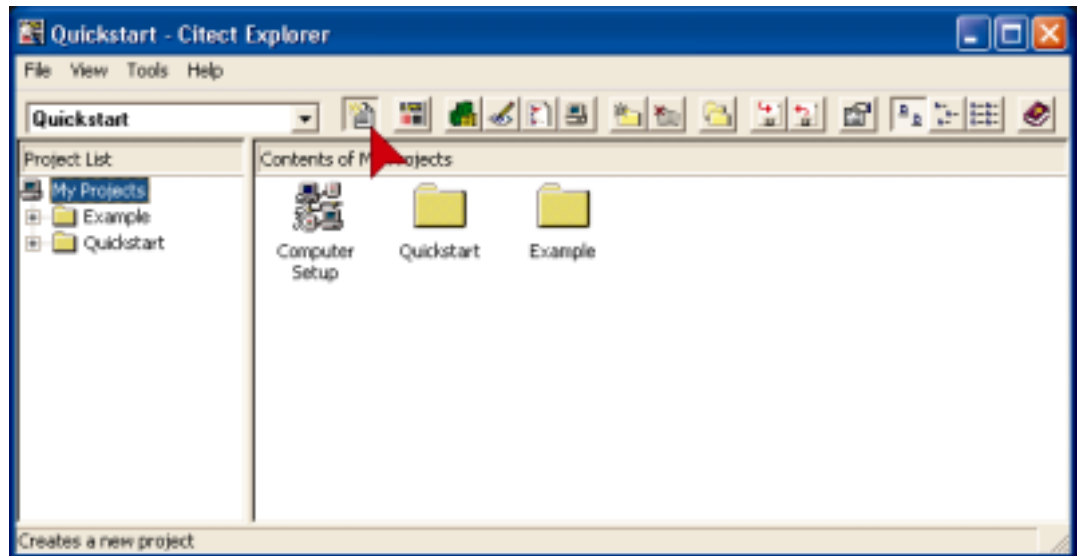 Quickstart - Citect Explorer
File View Tools Help
Quickstart
Project List
Contents of My Projects
My Projects
Example
Quickstart
Computer Setup
Quickstart
Example
Creates a new project